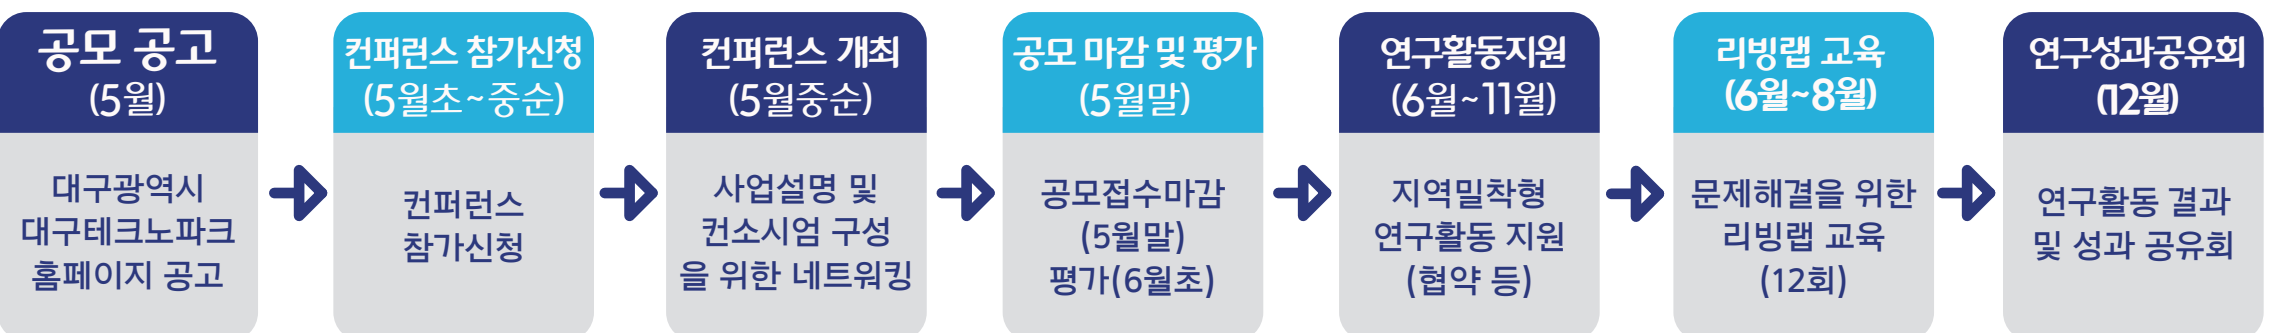 공모 공고
(5월)
대구광역시
대구테크노파크
홈페이지 공고
컨퍼런스 참가신청
(5월초~중순)
컨퍼런스
참가신청
컨퍼런스 개최
(5월중순)
사업설명 및
컨소시엄 구성
을 위한 네트워킹
공모 마감 및 평가
(5월말)
공모접수마감
(5월말)
평가(6월초)
연구활동지원
(6월~11월)
지역밀착형
연구활동 지원
(협약 등)
리빙랩 교육
(6월~8월)
문제해결을 위한
리빙랩 교육
(12회)
연구성과공유회
(12월)
연구활동 결과
및 성과 공유회